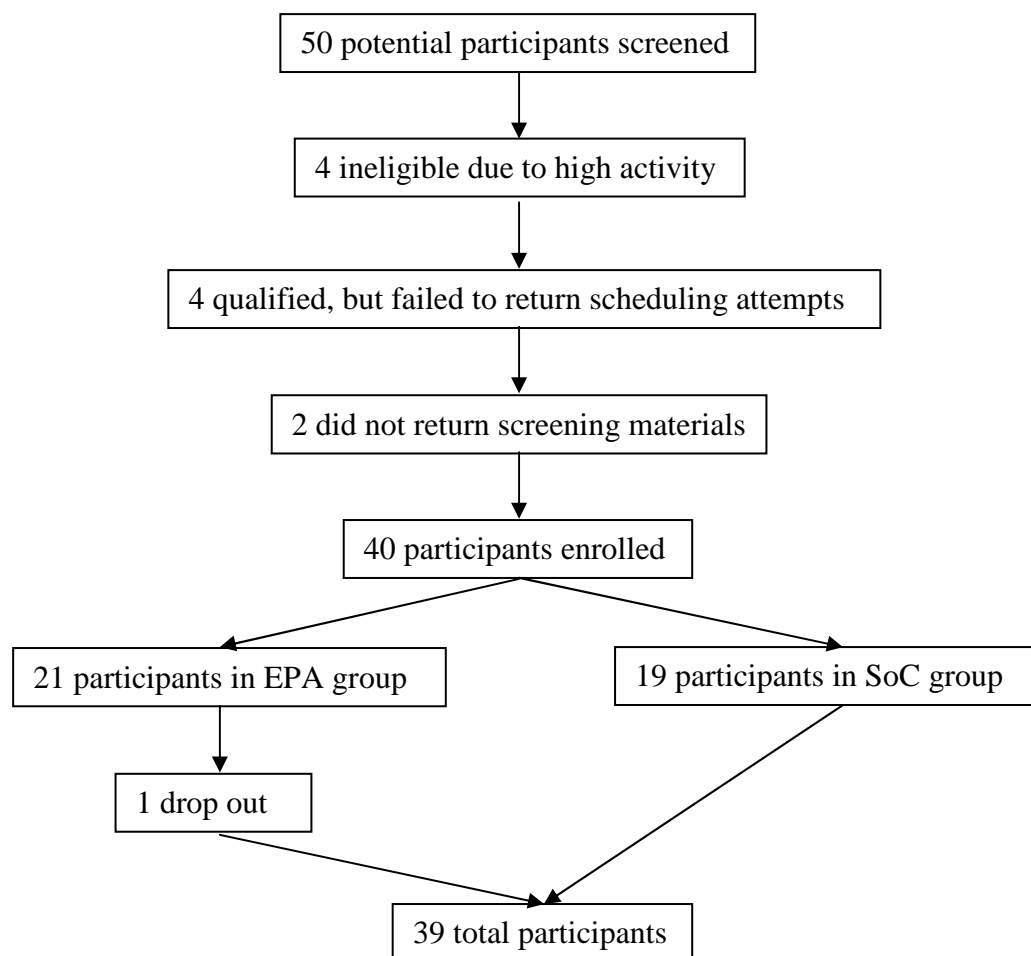 50 potential participants screened
4 ineligible due to high activity
4 qualified, but failed to return scheduling attempts
2 did not return screening materials
40 participants enrolled
21 participants in EPA group
19 participants in SoC group
1 drop out
39 total participants